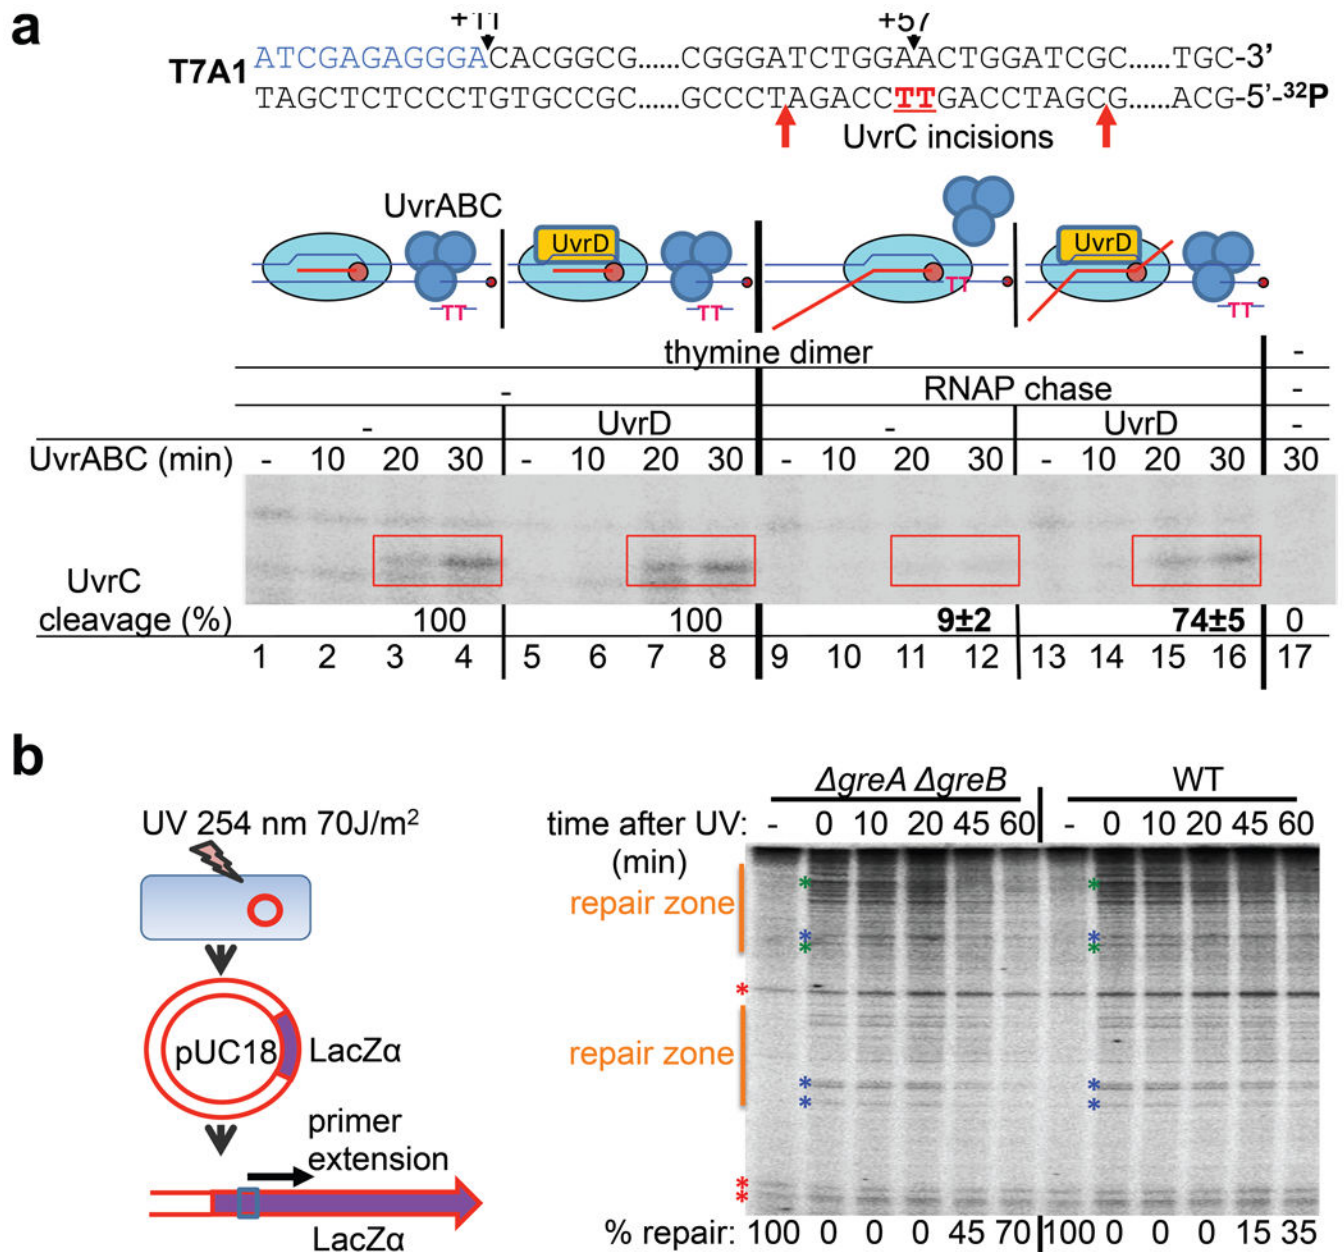 a
+11 +57
T7A1
ATCGAGAGGGACACGGCG......CGGGATCTGGAACTGGATCGC......TGC-3’
TAGCTCTCCCTGTGCCGC......GCCCTAGACCTTGACCTAGCG......ACG-5’-³²P
UvrC incisions
UvrABC
UvrD UvrD
TT TT TT TT
thymine dimer -
- RNAP chase -
- UvrD - UvrD -
UvrABC (min) - 10 20 30 - 10 20 30 - 10 20 30 - 10 20 30 30
UvrC
cleavage (%) 100 100 9±2 74±5 0
1 2 3 4 5 6 7 8 9 10 11 12 13 14 15 16 17
b
UV 254 nm 70J/m²
pUC18 LacZα
primer
extension
LacZα
ΔgreA ΔgreB WT
time after UV: - 0 10 20 45 60 - 0 10 20 45 60
(min)
repair zone
* *
* *
* *
*
repair zone
* *
* *
*
*
% repair: 100 0 0 0 45 70 100 0 0 0 15 35